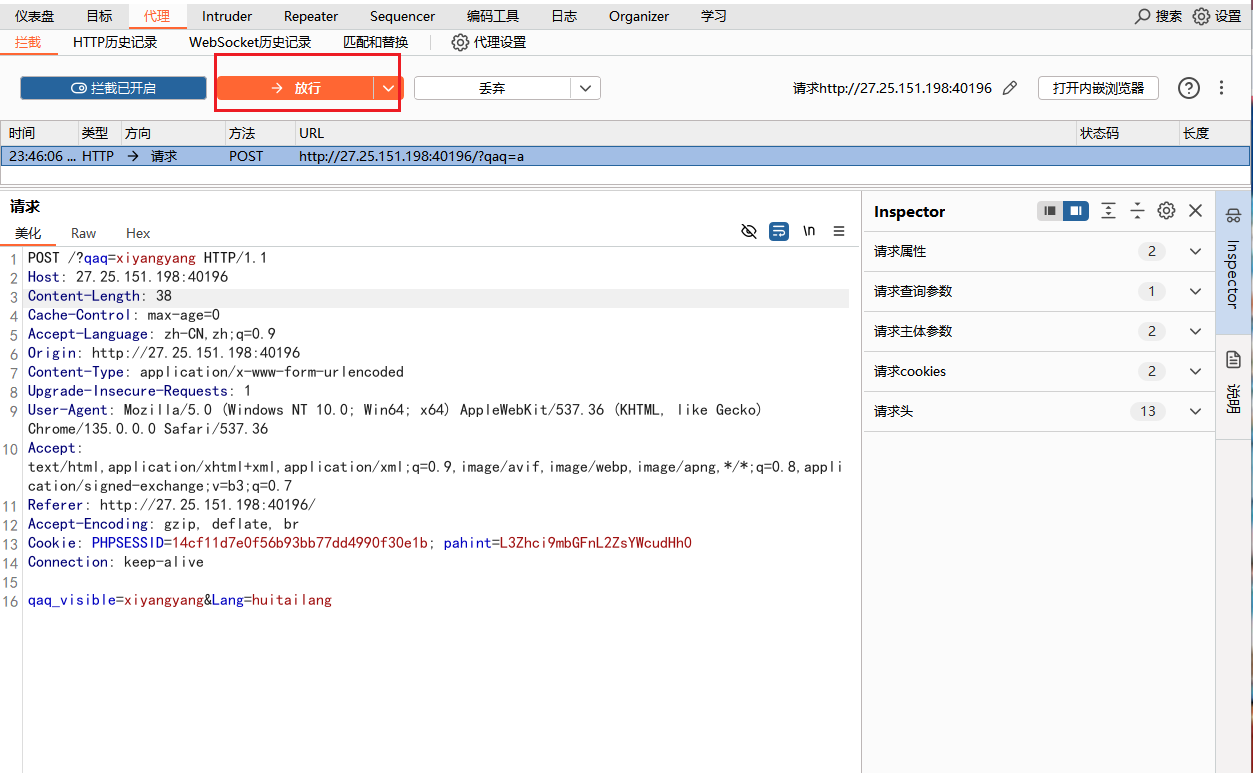 仪表盘 目标 代理 Intruder Repeater Sequencer 编码工具 日志 Organizer 学习 搜索 设置
拦截 HTTP历史记录 WebSocket历史记录 匹配和替换 代理设置
拦截已开启 放行 丢弃 请求http://27.25.151.198:40196 打开内嵌浏览器
时间 类型 方向 方法 URL 状态码 长度
23:46:06 ... HTTP → 请求 POST http://27.25.151.198:40196/?qaq=a
请求
美化 Raw Hex \n
1 POST /?qaq=xiyangyang HTTP/1.1
2 Host: 27.25.151.198:40196
3 Content-Length: 38
4 Cache-Control: max-age=0
5 Accept-Language: zh-CN,zh;q=0.9
6 Origin: http://27.25.151.198:40196
7 Content-Type: application/x-www-form-urlencoded
8 Upgrade-Insecure-Requests: 1
9 User-Agent: Mozilla/5.0 (Windows NT 10.0; Win64; x64) AppleWebKit/537.36 (KHTML, like Gecko)
Chrome/135.0.0.0 Safari/537.36
10 Accept:
text/html,application/xhtml+xml,application/xml;q=0.9,image/avif,image/webp,image/apng,*/*;q=0.8,appli
cation/signed-exchange;v=b3;q=0.7
11 Referer: http://27.25.151.198:40196/
12 Accept-Encoding: gzip, deflate, br
13 Cookie: PHPSESSID=14cf11d7e0f56b93bb77dd4990f30e1b; pahint=L3Zhci9mbGFnL2ZsYWcudHh0
14 Connection: keep-alive
15
16 qaq_visible=xiyangyang&Lang=huitailang
Inspector
请求属性 2
请求查询参数 1
请求主体参数 2
请求cookies 2
请求头 13
Inspector
说明